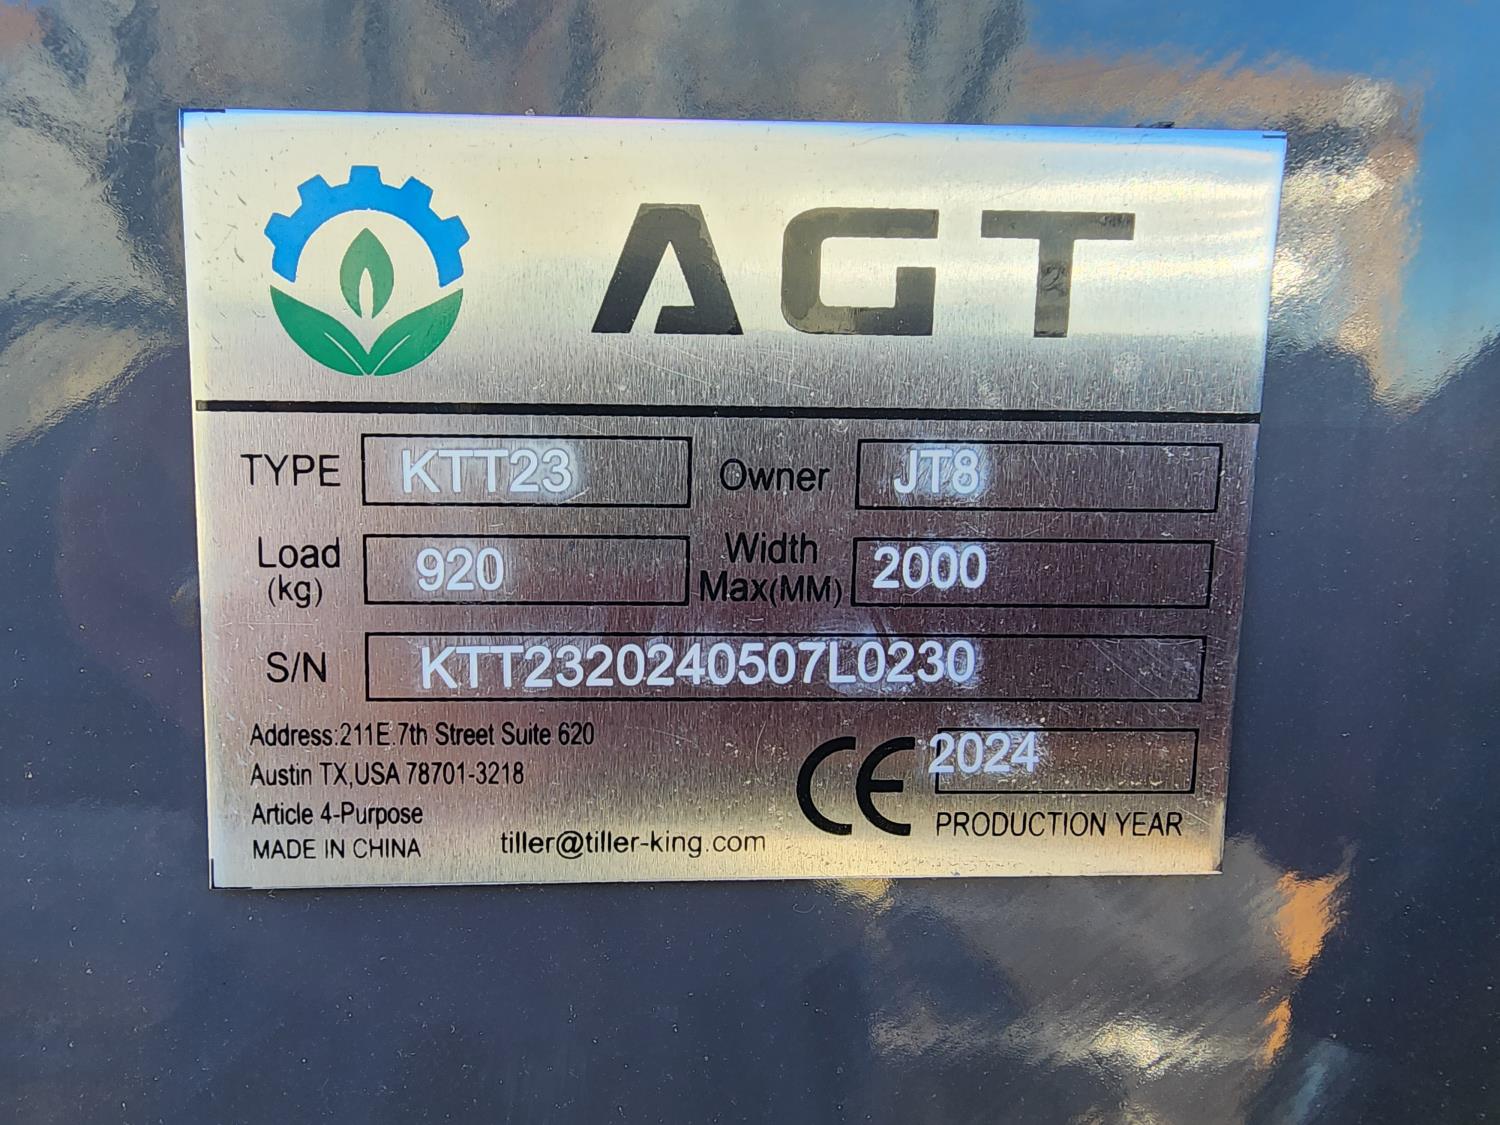 AGT
TYPE KTT23 Owner JT8
Load (kg) 920 Width Max(MM) 2000
S/N KTT2320240507L0230
Address:211E.7th Street Suite 620
Austin TX,USA 78701-3218
Article 4-Purpose
MADE IN CHINA
tiller@tiller-king.com
CE 2024
PRODUCTION YEAR